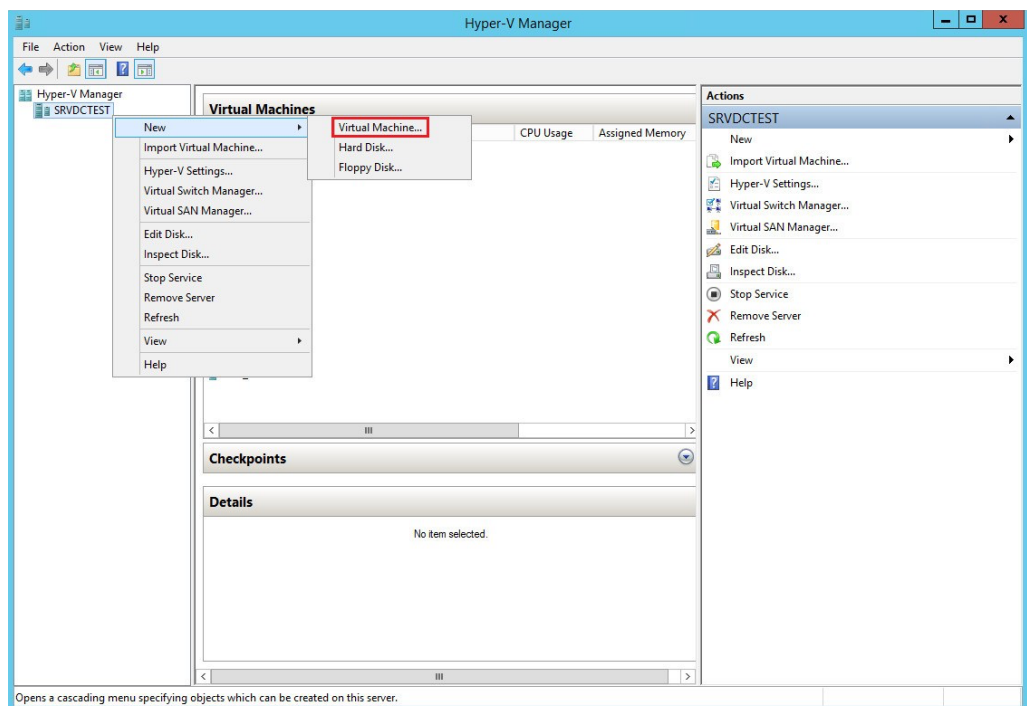 Hyper-V Manager
File Action View Help
Hyper-V Manager
SRVDCTEST
Virtual Machines
CPU Usage Assigned Memory
New
Import Virtual Machine...
Hyper-V Settings...
Virtual Switch Manager...
Virtual SAN Manager...
Edit Disk...
Inspect Disk...
Stop Service
Remove Server
Refresh
View
Help
Virtual Machine...
Hard Disk...
Floppy Disk...
Checkpoints
Details
No item selected.
Actions
SRVDCTEST
New
Import Virtual Machine...
Hyper-V Settings...
Virtual Switch Manager...
Virtual SAN Manager...
Edit Disk...
Inspect Disk...
Stop Service
Remove Server
Refresh
View
Help
Opens a cascading menu specifying objects which can be created on this server.